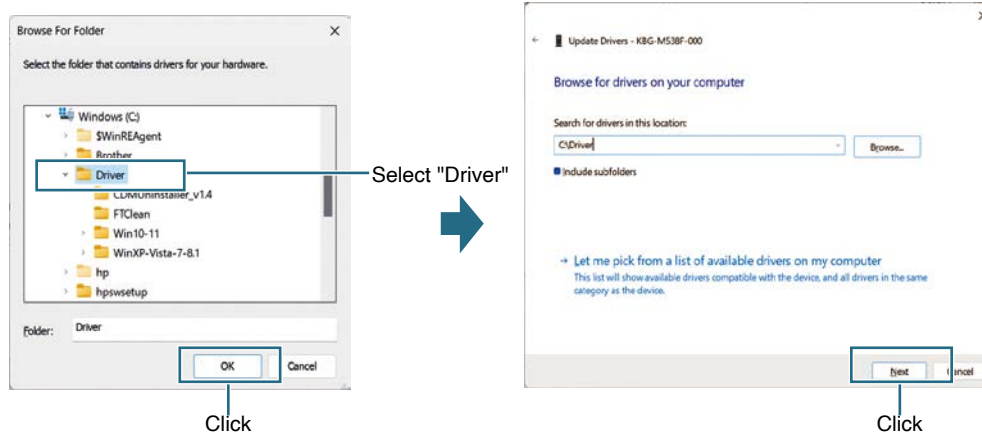 Browse For Folder
Select the folder that contains drivers for your hardware.
Windows (C:)
$WinREAgent
Brother
Driver
CDMUninstaller_v1.4
FTClean
Win10-11
WinXP-Vista-7-8.1
hp
hpswsetup
Folder: Driver
OK Cancel
Click
Select "Driver"
Update Drivers - KBG-M53BF-000
Browse for drivers on your computer
Search for drivers in this location:
C:\Driver
Browse...
Include subfolders
→ Let me pick from a list of available drivers on my computer
This list will show available drivers compatible with the device, and all drivers in the same
category as the device.
Next Cancel
Click